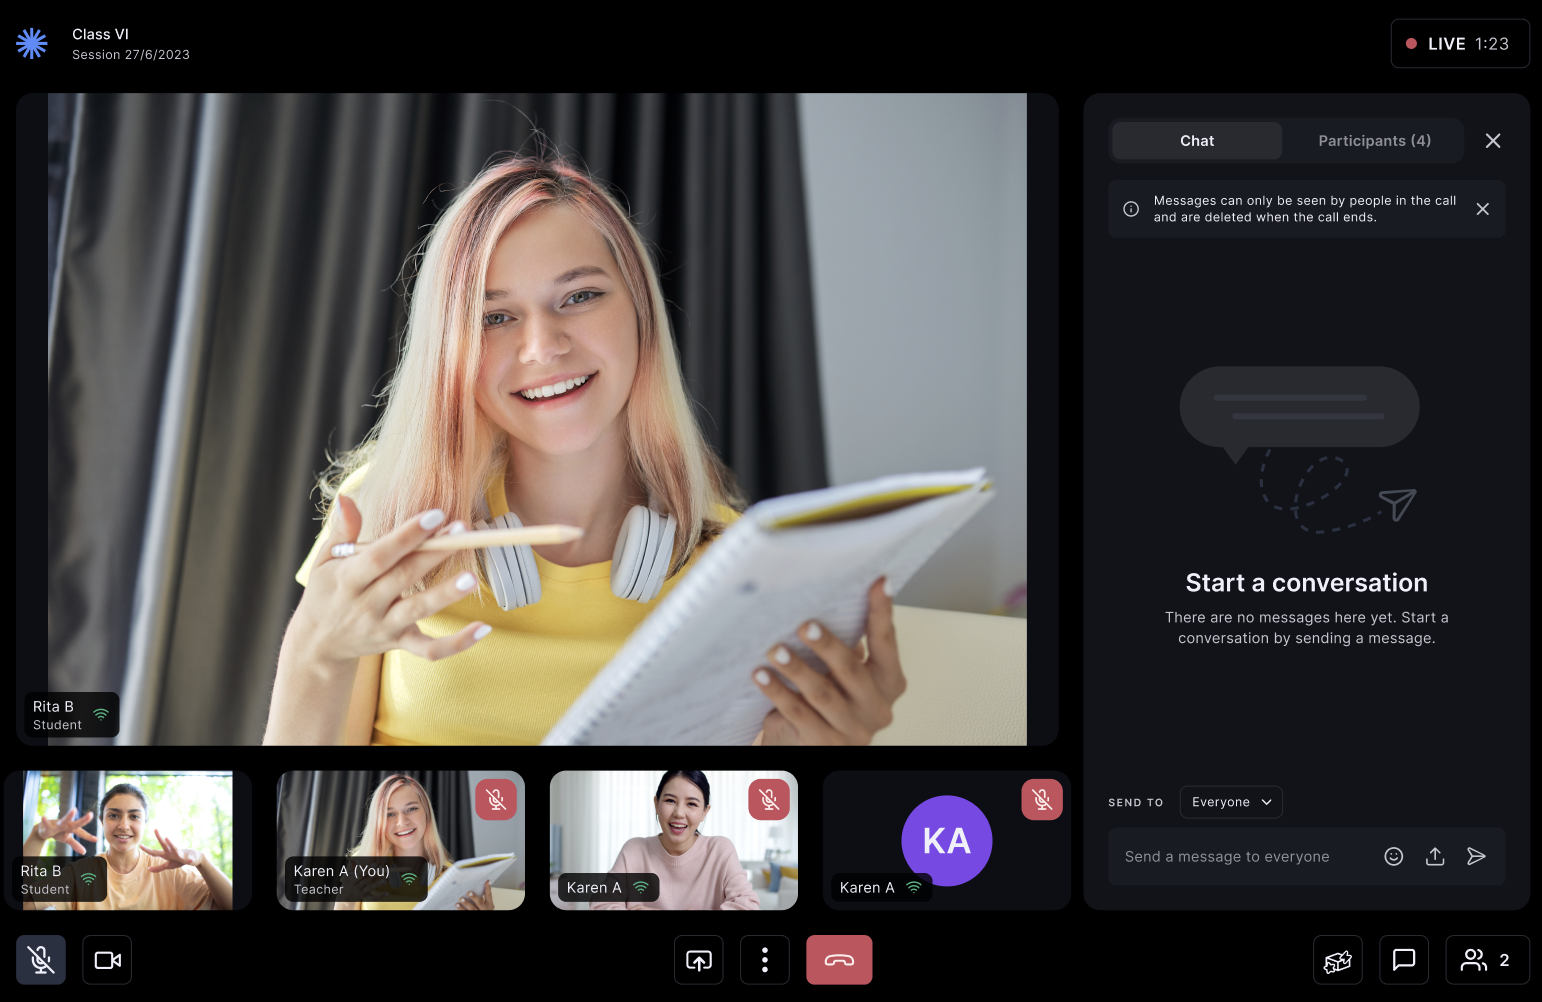 Class VI
Session 27/6/2023
LIVE 1:23
Rita B
Student
Chat
Participants (4)
Messages can only be seen by people in the call
and are deleted when the call ends.
Start a conversation
There are no messages here yet. Start a
conversation by sending a message.
SEND TO
Everyone
Send a message to everyone
Rita B
Student
Karen A (You)
Teacher
Karen A
KA
Karen A
2